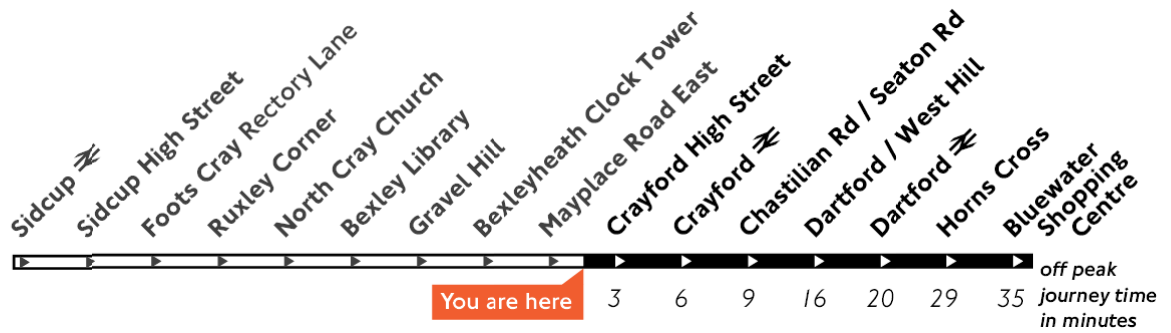 Sidcup
Sidcup High Street
Foots Cray Rectory Lane
Ruxley Corner
North Cray Church
Bexley Library
Gravel Hill
Bexleyheath Clock Tower
Mayplace Road East
Crayford High Street
Crayford
Chastilian Rd / Seaton Rd
Dartford / West Hill
Dartford
Horns Cross
Bluewater
Shopping
Centre
You are here
3 6 9 16 20 29 35
off peak
journey time
in minutes